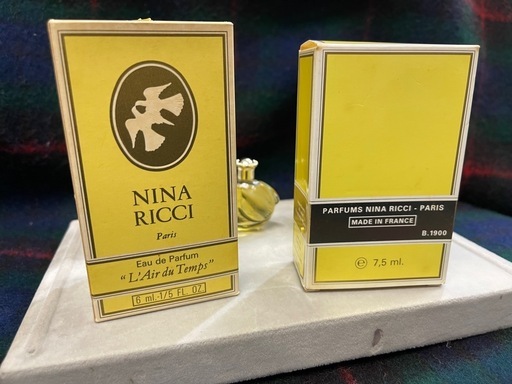 NINA
RICCI
Paris
Eau de Parfum
"L'Air du Temps"
6 ml.-1/5 FL. OZ
PARFUMS NINA RICCI - PARIS
MADE IN FRANCE
B.1900
℮ 7,5 ml.